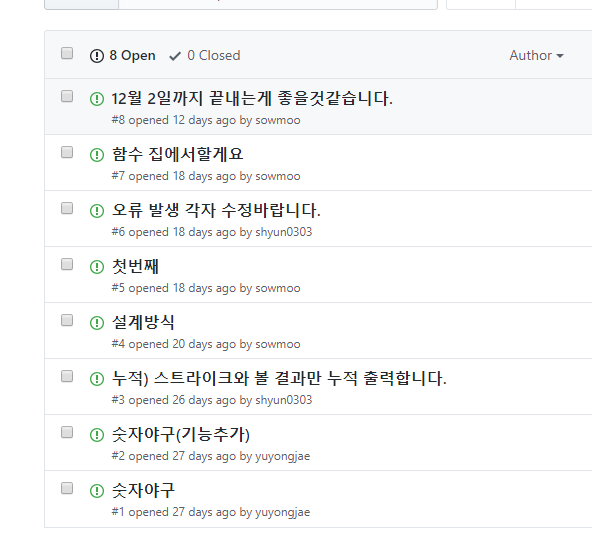 8 Open
0 Closed
Author
12월 2일까지 끝내는게 좋을것같습니다.
#8 opened 12 days ago by sowmoo
함수 집에서할게요
#7 opened 18 days ago by sowmoo
오류 발생 각자 수정바랍니다.
#6 opened 18 days ago by shyun0303
첫번째
#5 opened 18 days ago by sowmoo
설계방식
#4 opened 20 days ago by sowmoo
누적) 스트라이크와 볼 결과만 누적 출력합니다.
#3 opened 26 days ago by shyun0303
숫자야구(기능추가)
#2 opened 27 days ago by yuyongjae
숫자야구
#1 opened 27 days ago by yuyongjae